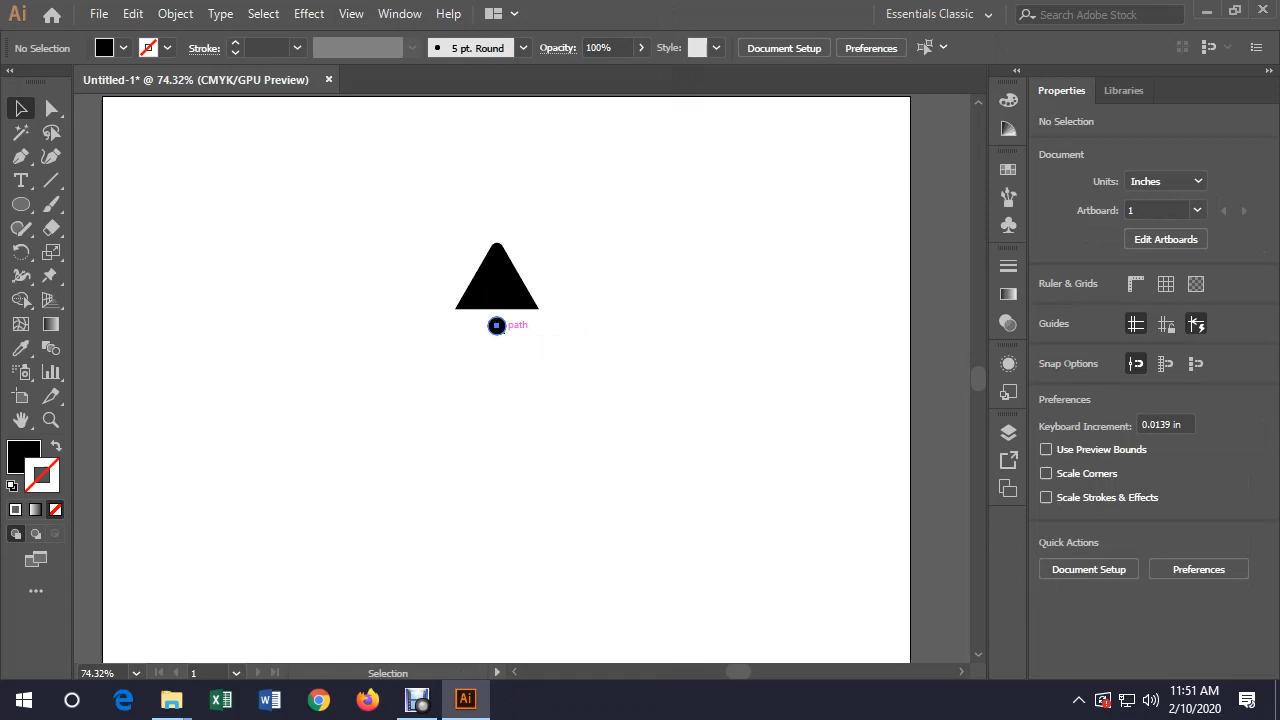 Ai File Edit Object Type Select Effect View Window Help Essentials Classic Search Adobe Stock
No Selection Stroke: 5 pt. Round Opacity: 100% Style: Document Setup Preferences
Untitled-1* @ 74.32% (CMYK/GPU Preview)
Properties Libraries
No Selection
Document
Units: Inches
Artboard: 1
Edit Artboards
Ruler & Grids
path
Guides
Snap Options
Preferences
Keyboard Increment: 0.0139 in
Use Preview Bounds
Scale Corners
Scale Strokes & Effects
Quick Actions
Document Setup Preferences
74.32% 1 Selection
Ai 11:51 AM
2/10/2020